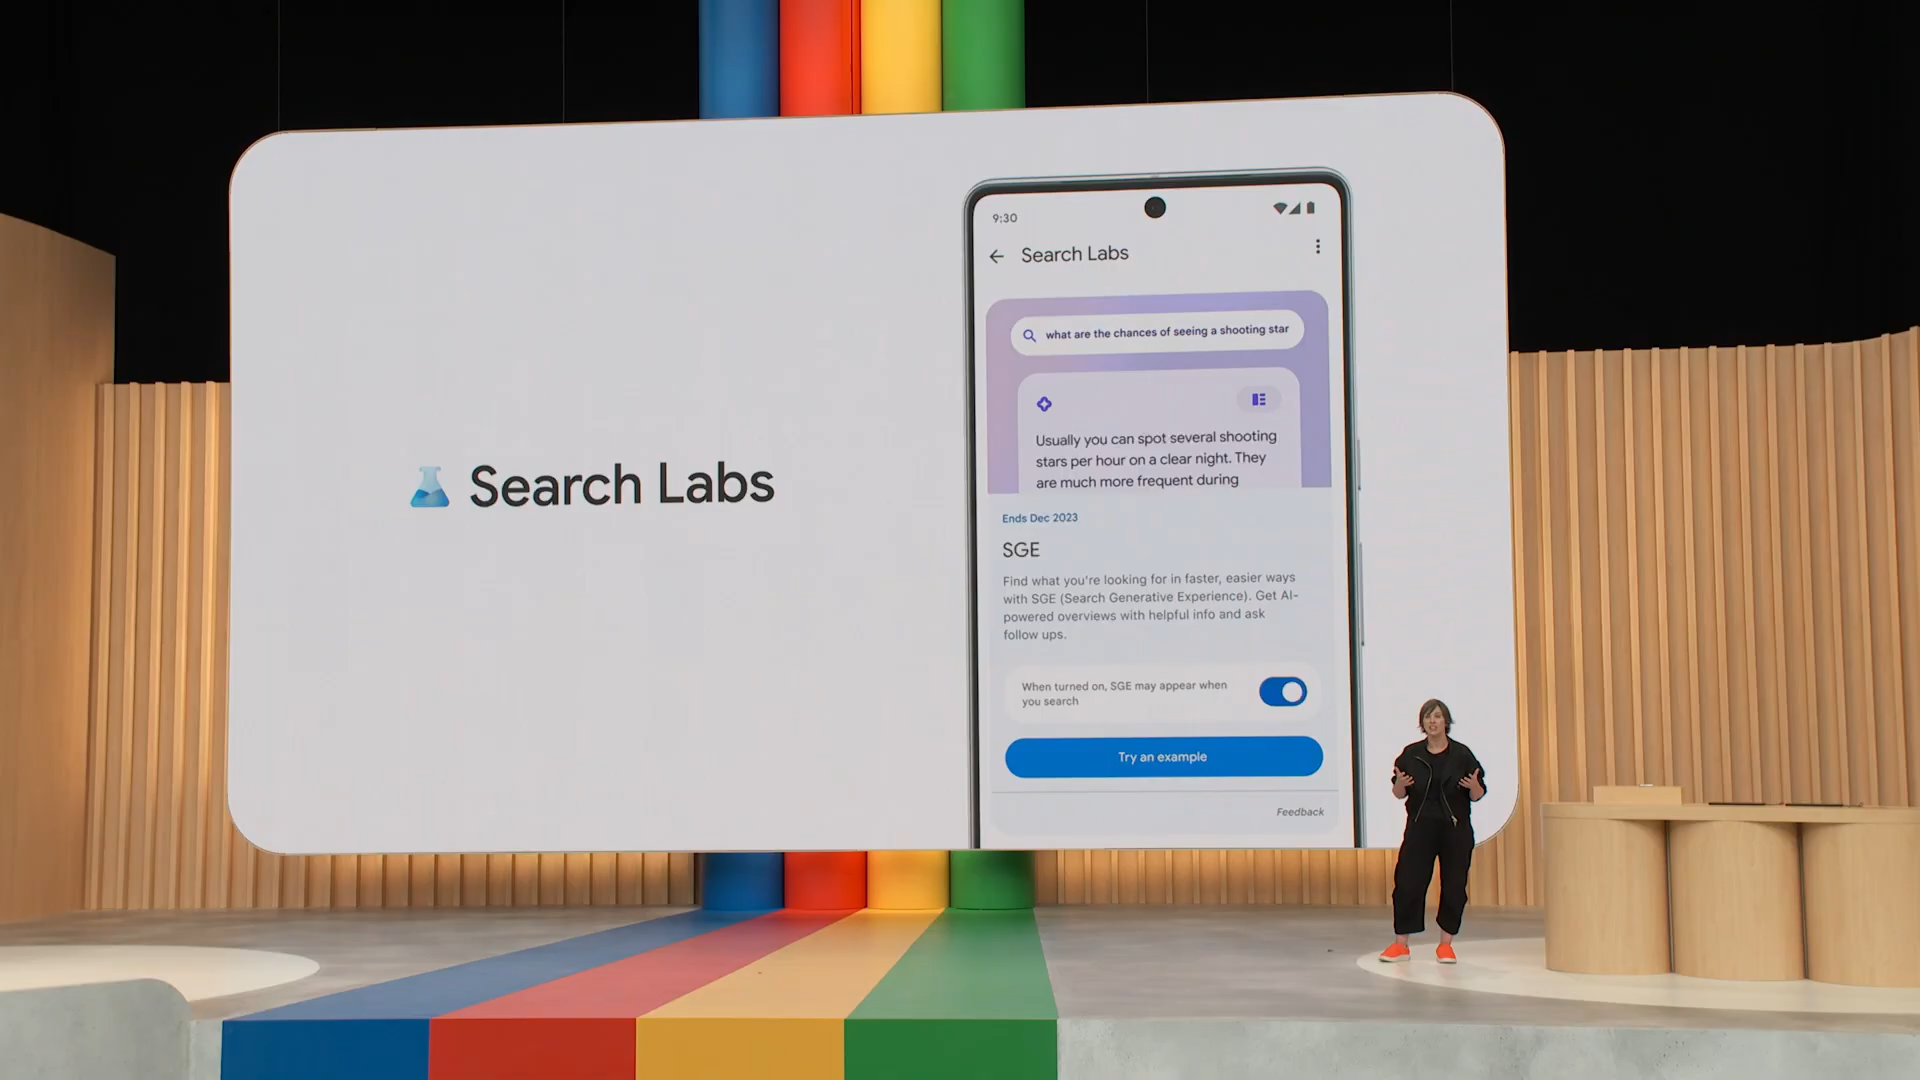 Search Labs
9:30
Search Labs
what are the chances of seeing a shooting star
Usually you can spot several shooting
stars per hour on a clear night. They
are much more frequent during
Ends Dec 2023
SGE
Find what you're looking for in faster, easier ways
with SGE (Search Generative Experience). Get AI-
powered overviews with helpful info and ask
follow ups.
When turned on, SGE may appear when
you search
Try an example
Feedback